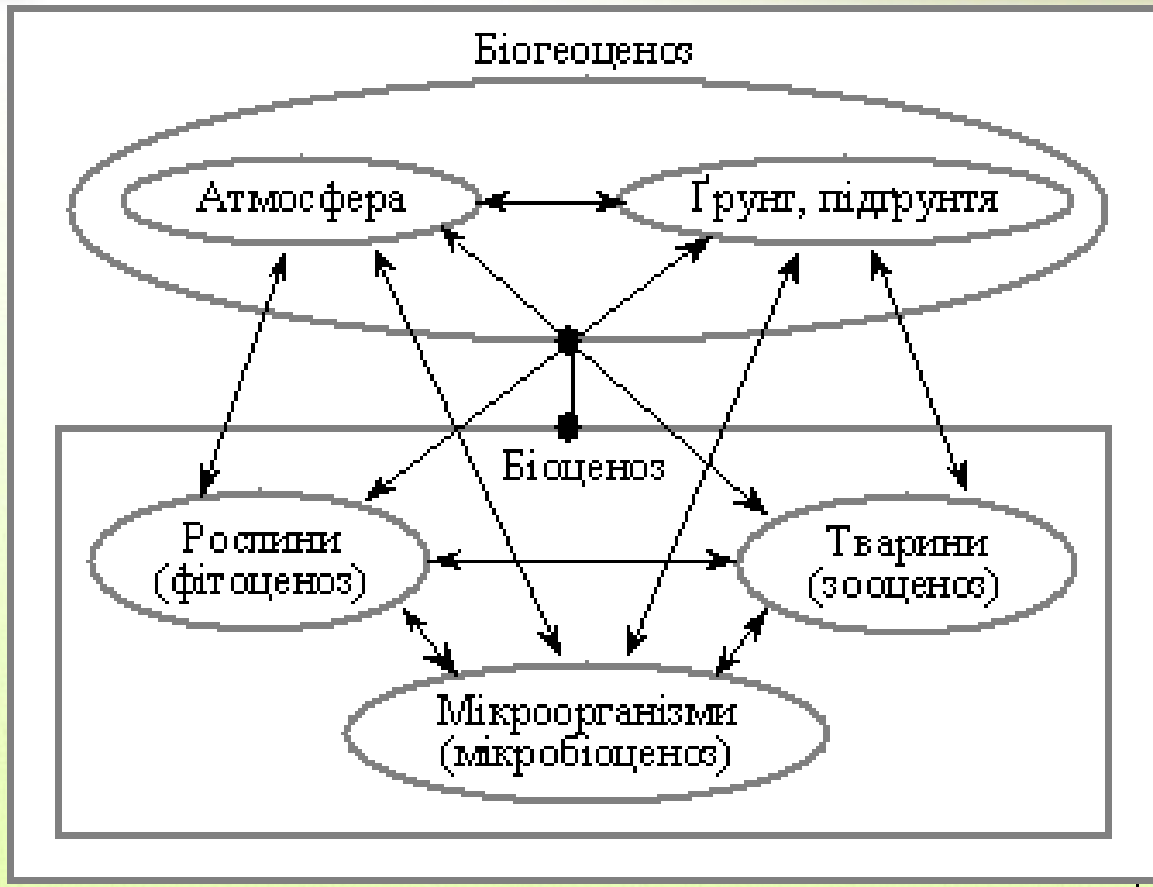 Біогеоценоз
Атмосфера
Ґрунт, підґрунтя
Біоценоз
Рослини
(фітоценоз)
Тварини
(зооценоз)
Мікроорганізми
(мікробіоценоз)